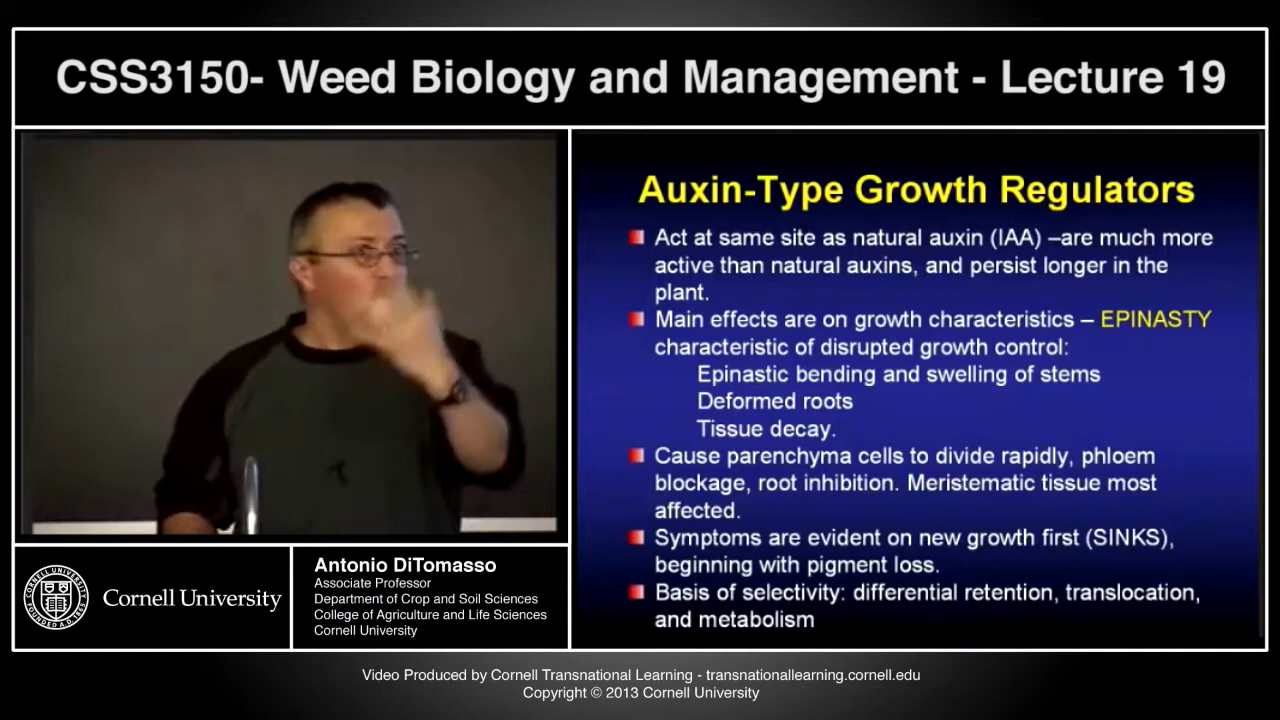 CSS3150- Weed Biology and Management - Lecture 19
Auxin-Type Growth Regulators
Act at same site as natural auxin (IAA) –are much more
active than natural auxins, and persist longer in the
plant.
Main effects are on growth characteristics – EPINASTY
characteristic of disrupted growth control:
Epinastic bending and swelling of stems
Deformed roots
Tissue decay.
Cause parenchyma cells to divide rapidly, phloem
blockage, root inhibition. Meristematic tissue most
affected.
Symptoms are evident on new growth first (SINKS),
beginning with pigment loss.
Basis of selectivity: differential retention, translocation,
and metabolism
Cornell University
Antonio DiTomasso
Associate Professor
Department of Crop and Soil Sciences
College of Agriculture and Life Sciences
Cornell University
Video Produced by Cornell Transnational Learning - transnationallearning.cornell.edu
Copyright © 2013 Cornell University